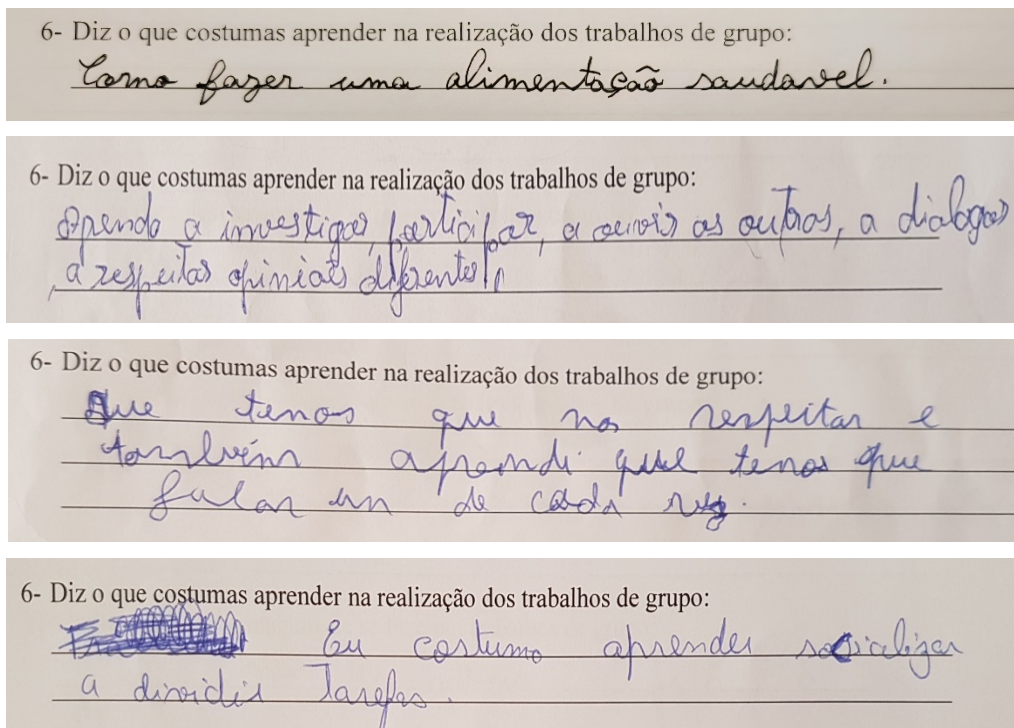 6- Diz o que costumas aprender na realização dos trabalhos de grupo:
Como fazer uma alimentação saudavel.
6- Diz o que costumas aprender na realização dos trabalhos de grupo:
Aprendo a investigar, participar, a ouvir os outros, a dialogar
, a respeitar opiniões diferentes
6- Diz o que costumas aprender na realização dos trabalhos de grupo:
Que tenos que nos respeitar e
também aprendi que tenos que
falar un de cada
6- Diz o que costumas aprender na realização dos trabalhos de grupo:
Eu costumo aprender socializar
a dividir Tarefas.